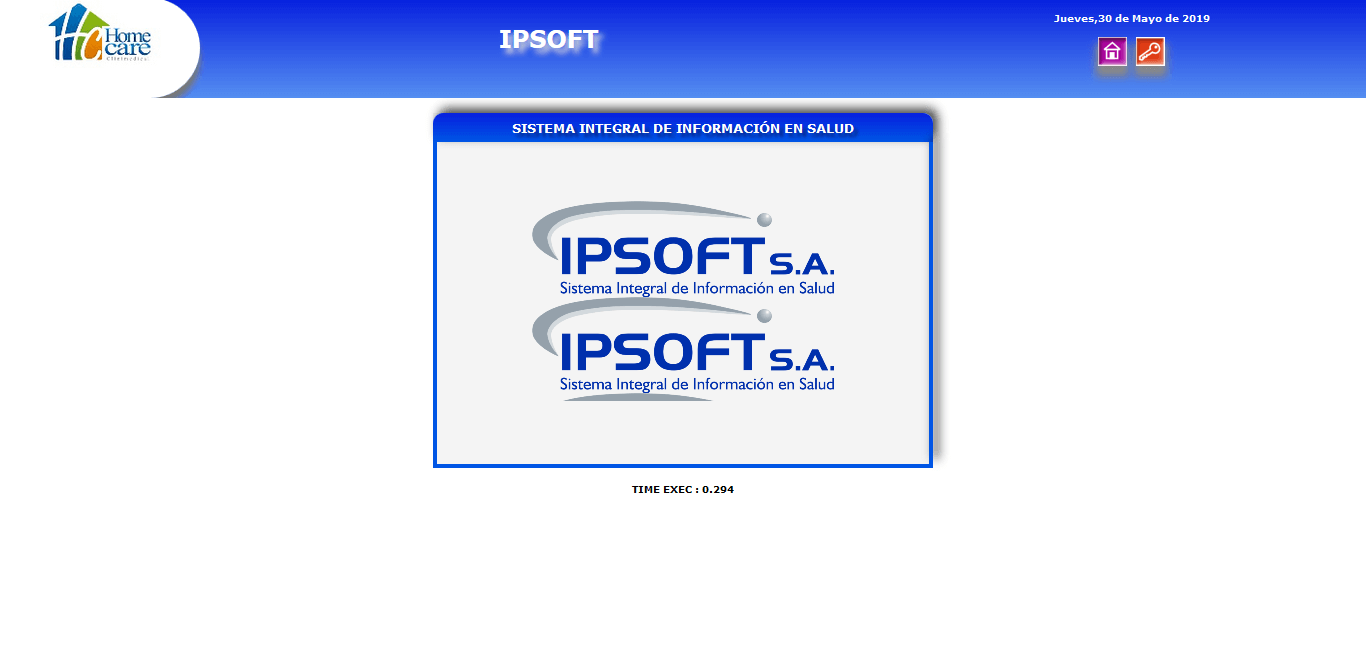 Home
care
Jueves,30 de Mayo de 2019
IPSOFT
SISTEMA INTEGRAL DE INFORMACIÓN EN SALUD
IPSOFT S.A.
Sistema Integral de Información en Salud
IPSOFT S.A.
Sistema Integral de Información en Salud
TIME EXEC : 0.294